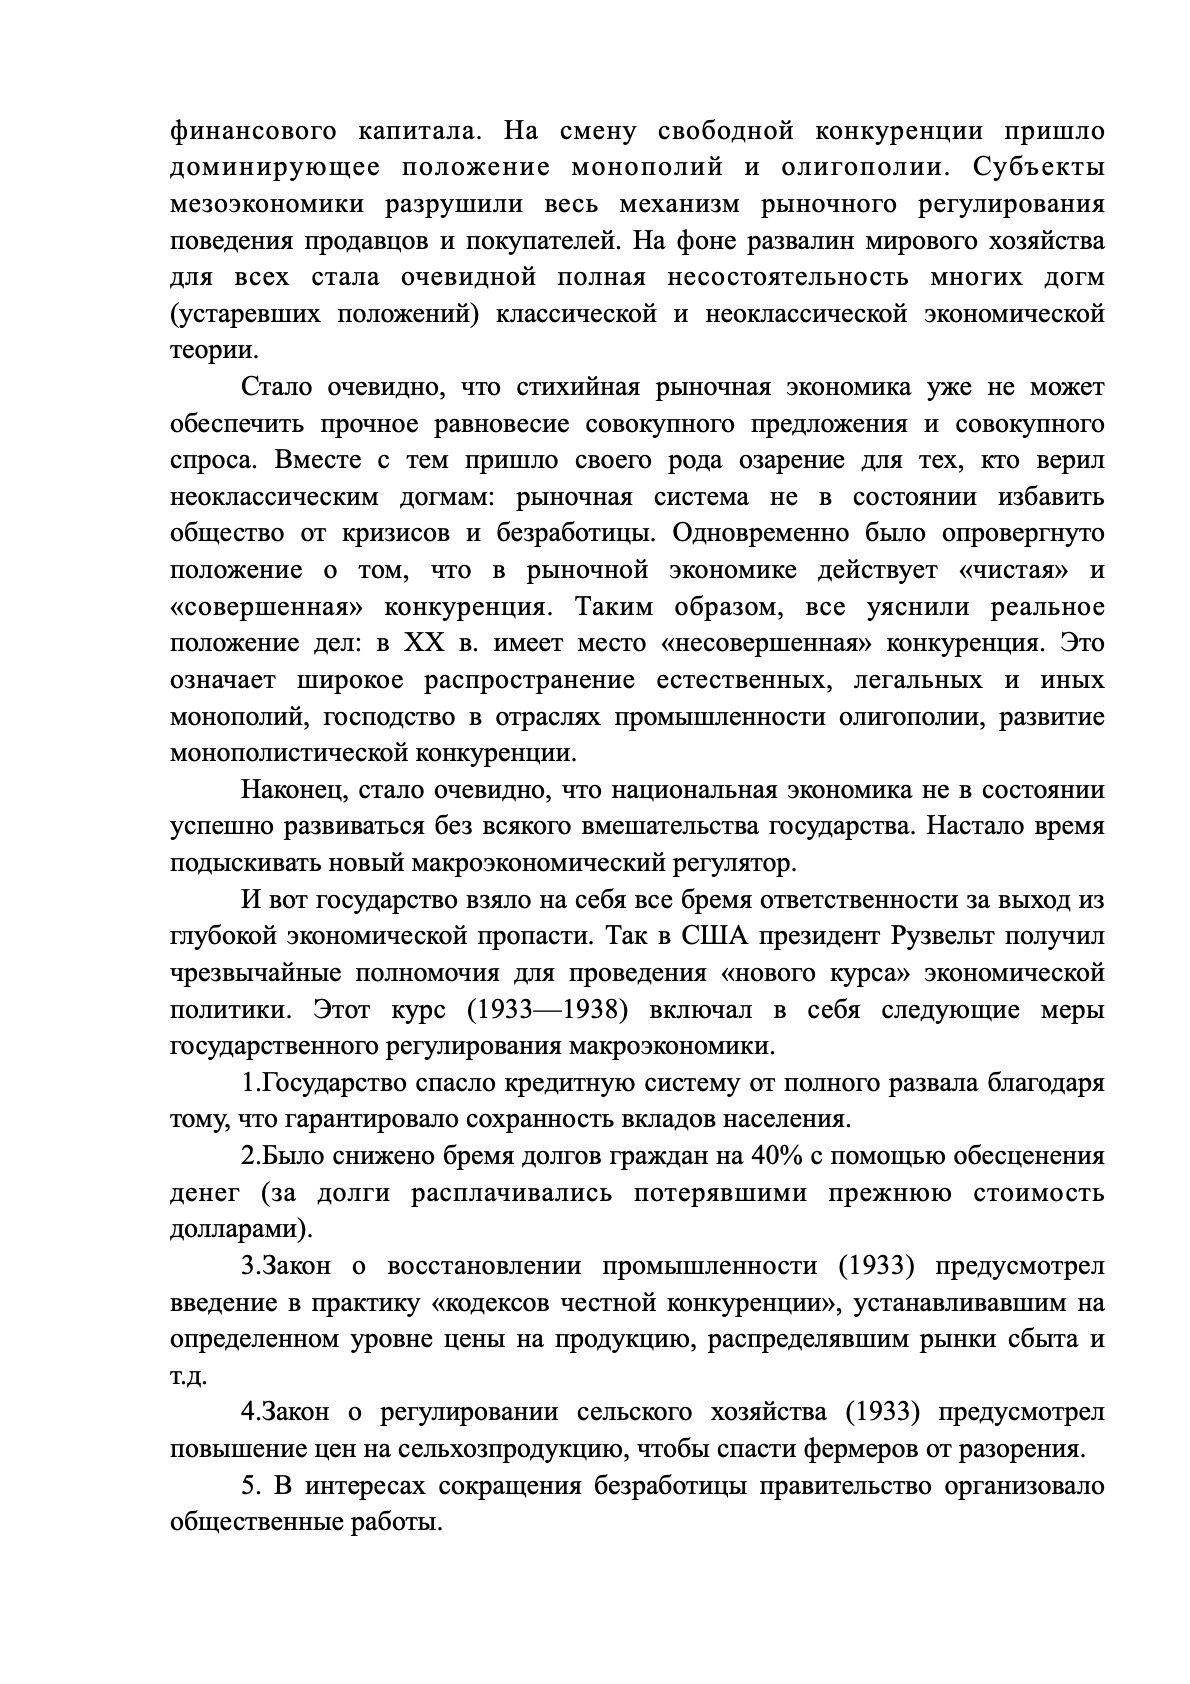 финансового капитала. На смену свободной конкуренции пришло
доминирующее положение монополий и олигополии. Субъекты
мезоэкономики разрушили весь механизм рыночного регулирования
поведения продавцов и покупателей. На фоне развалин мирового хозяйства
для всех стала очевидной полная несостоятельность многих догм
(устаревших положений) классической и неоклассической экономической
теории.
Стало очевидно, что стихийная рыночная экономика уже не может
обеспечить прочное равновесие совокупного предложения и совокупного
спроса. Вместе с тем пришло своего рода озарение для тех, кто верил
неоклассическим догмам: рыночная система не в состоянии избавить
общество от кризисов и безработицы. Одновременно было опровергнуто
положение о том, что в рыночной экономике действует «чистая» и
«совершенная» конкуренция. Таким образом, все уяснили реальное
положение дел: в XX в. имеет место «несовершенная» конкуренция. Это
означает широкое распространение естественных, легальных и иных
монополий, господство в отраслях промышленности олигополии, развитие
монополистической конкуренции.
Наконец, стало очевидно, что национальная экономика не в состоянии
успешно развиваться без всякого вмешательства государства. Настало время
подыскивать новый макроэкономический регулятор.
И вот государство взяло на себя все бремя ответственности за выход из
глубокой экономической пропасти. Так в США президент Рузвельт получил
чрезвычайные полномочия для проведения «нового курса» экономической
политики. Этот курс (1933—1938) включал в себя следующие меры
государственного регулирования макроэкономики.
1.Государство спасло кредитную систему от полного развала благодаря
тому, что гарантировало сохранность вкладов населения.
2.Было снижено бремя долгов граждан на 40% с помощью обесценения
денег (за долги расплачивались потерявшими прежнюю стоимость
долларами).
3.Закон о восстановлении промышленности (1933) предусмотрел
введение в практику «кодексов честной конкуренции», устанавливавшим на
определенном уровне цены на продукцию, распределявшим рынки сбыта и
т.д.
4.Закон о регулировании сельского хозяйства (1933) предусмотрел
повышение цен на сельхозпродукцию, чтобы спасти фермеров от разорения.
5. В интересах сокращения безработицы правительство организовало
общественные работы.